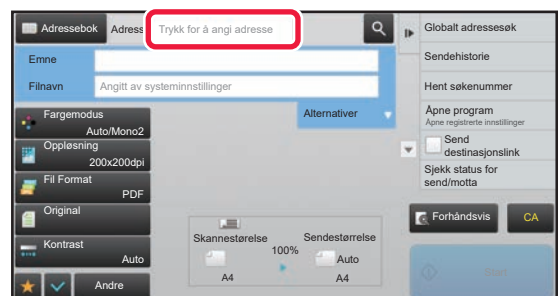 Adressebok
Adress
Trykk for å angi adresse
Emne
Filnavn
Angitt av systeminnstillinger
Alternativer
Fargemodus
Auto/Mono2
Oppløsning
200x200dpi
Fil Format
PDF
Original
Kontrast
Auto
Andre
Skannestørelse
100%
Sendestørrelse
A4
Auto
A4
Globalt adressesøk
Sendehistorie
Hent søkenummer
Åpne program
Åpne registrerte innstillinger
Send
destinasjonslink
Sjekk status for
send/motta
Forhåndsvis
CA
Start